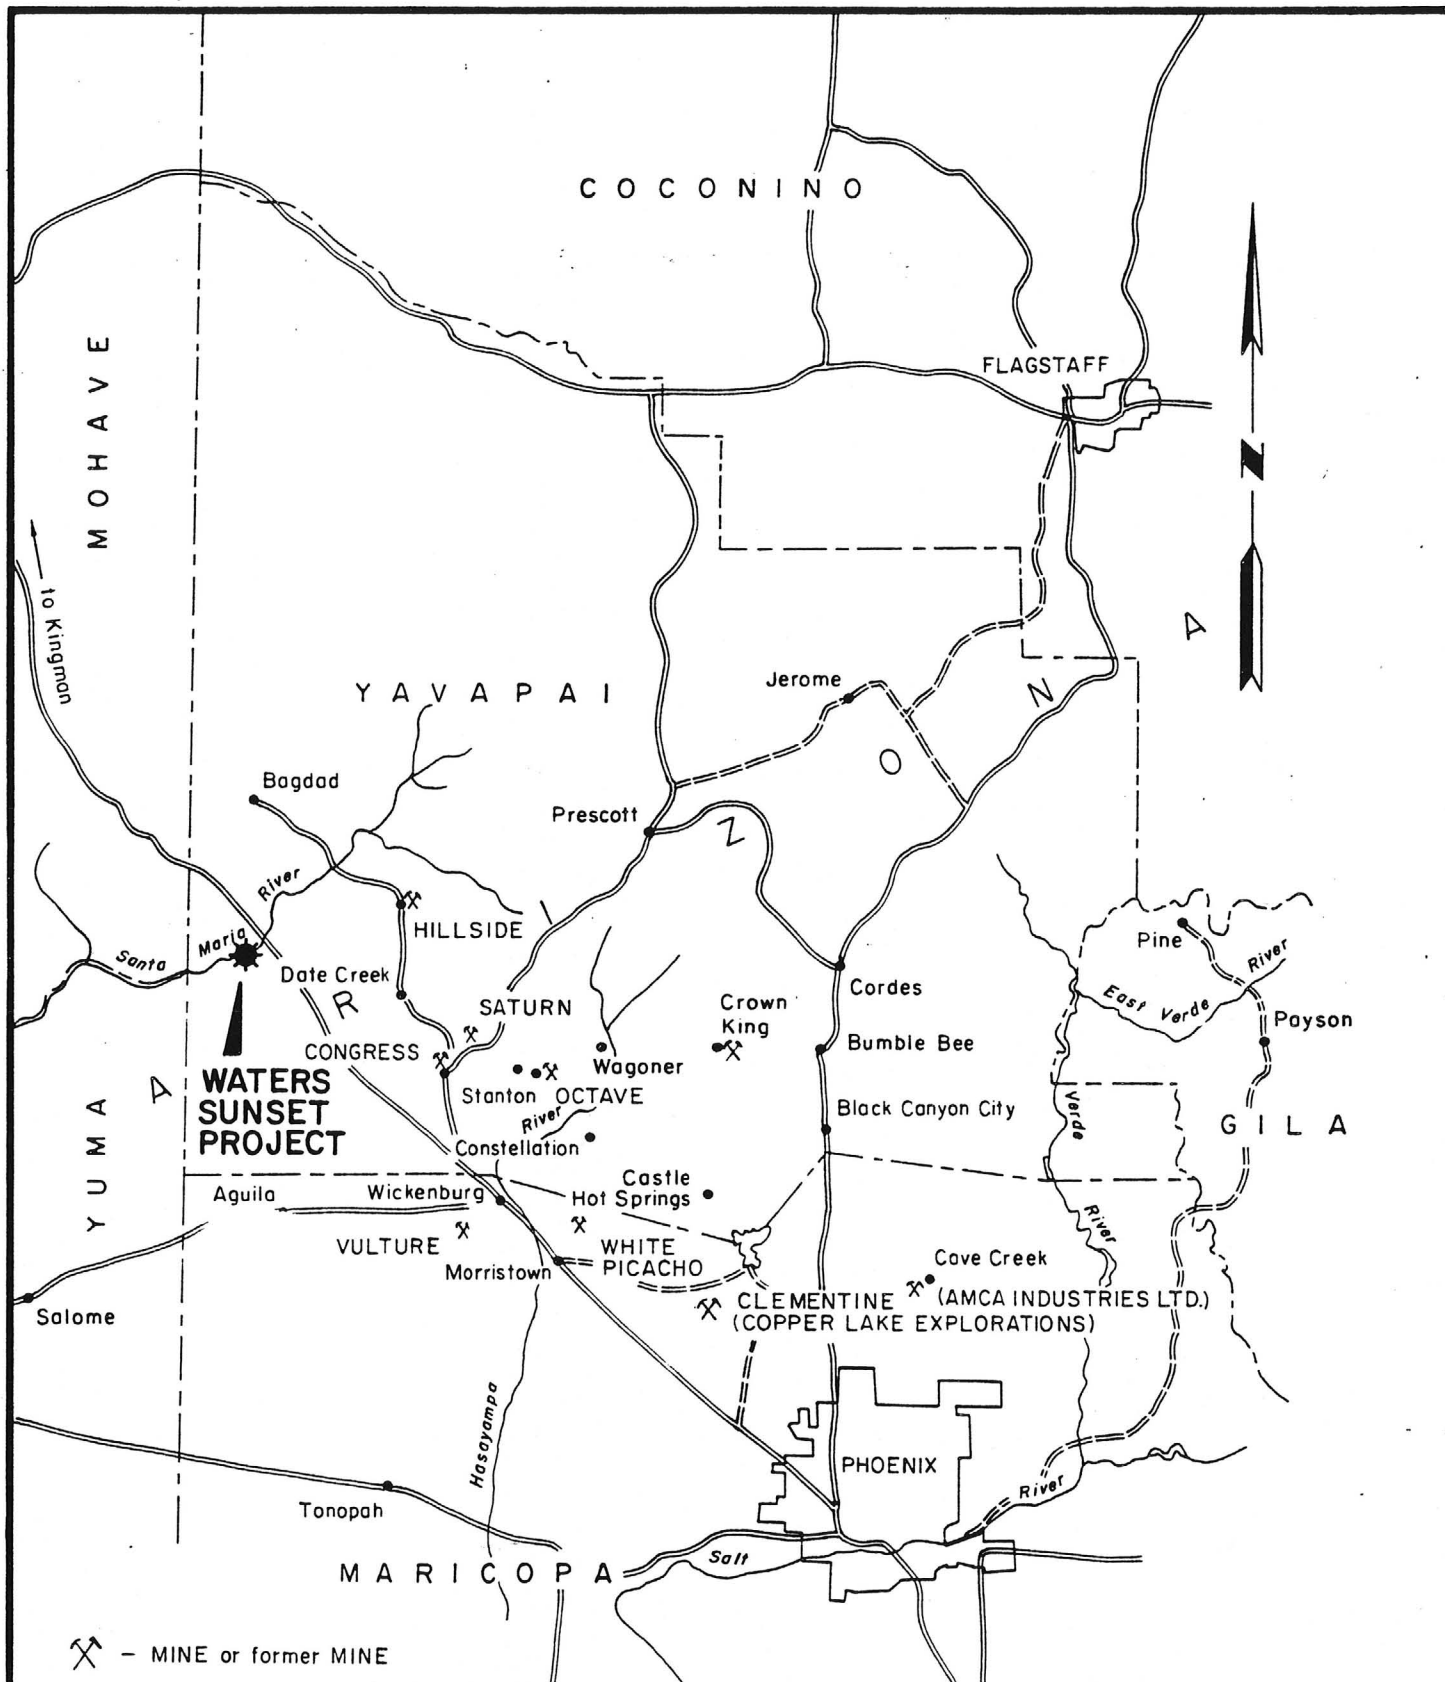 COCONINO
FLAGSTAFF
MOHAVE
N
to Kingman
A
Jerome
N
YAVAPAI
O
Bagdad
Prescott
Z
River
I
HILLSIDE
Pine
Santa Maria
River
Date Creek
Cordes
East Verde
R
SATURN
Crown
King
Payson
CONGRESS
Bumble Bee
Wagoner
A
WATERS
SUNSET
PROJECT
Stanton
OCTAVE
River
Verde
Black Canyon City
GILA
YUMA
Constellation
Castle
Hot Springs
Aguila
Wickenburg
River
VULTURE
WHITE
PICACHO
Morristown
Cave Creek
CLEMENTINE
(AMCA INDUSTRIES LTD.)
(COPPER LAKE EXPLORATIONS)
Salome
Hasayampa
PHOENIX
River
Tonopah
Salt
MARICOPA
- MINE or former MINE